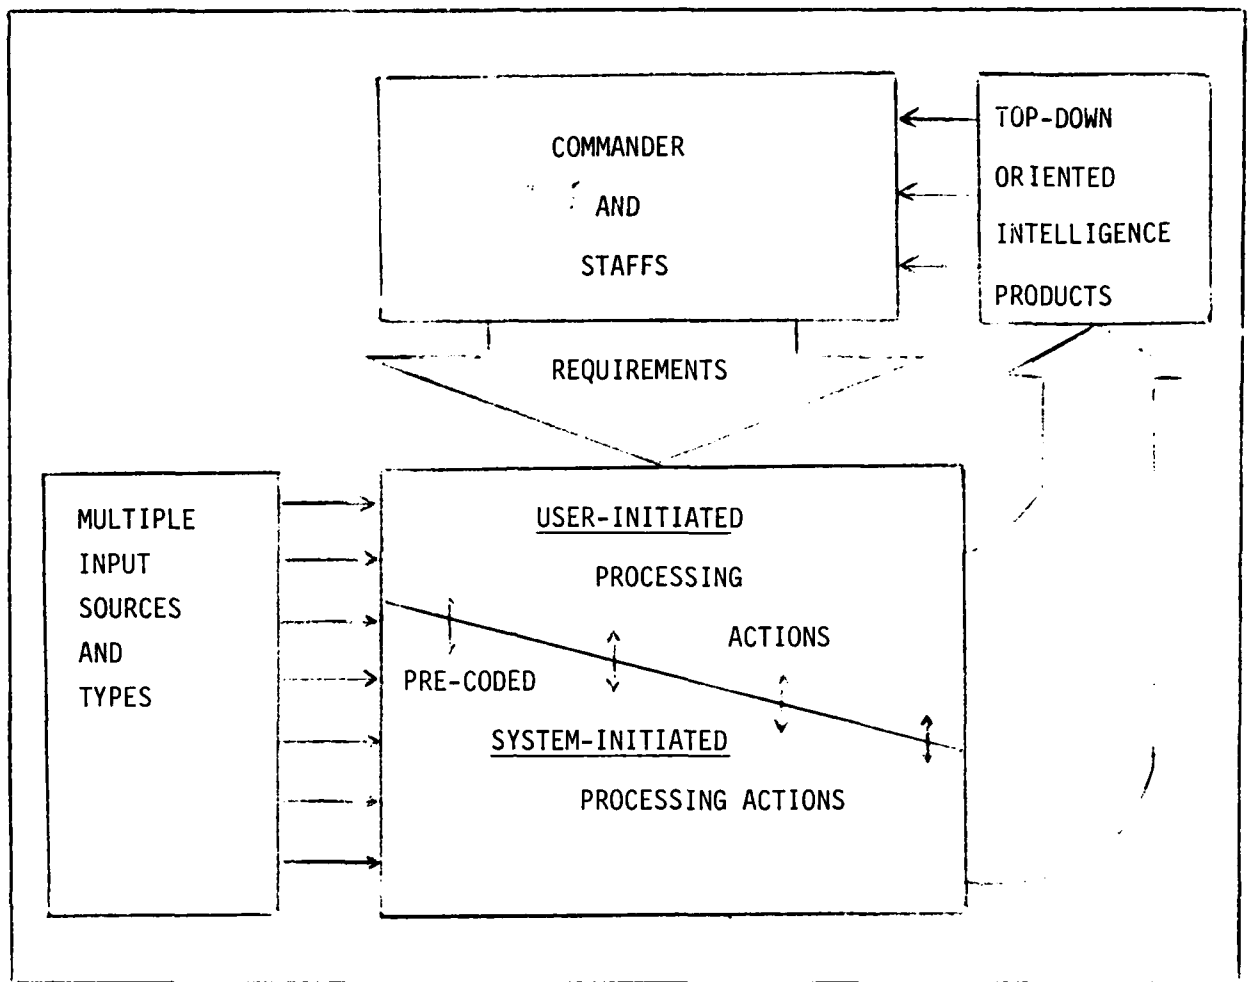 COMMANDER
AND
STAFFS
TOP-DOWN
ORIENTED
INTELLIGENCE
PRODUCTS
REQUIREMENTS
MULTIPLE
INPUT
SOURCES
AND
TYPES
USER-INITIATED
PROCESSING
ACTIONS
PRE-CODED
SYSTEM-INITIATED
PROCESSING ACTIONS